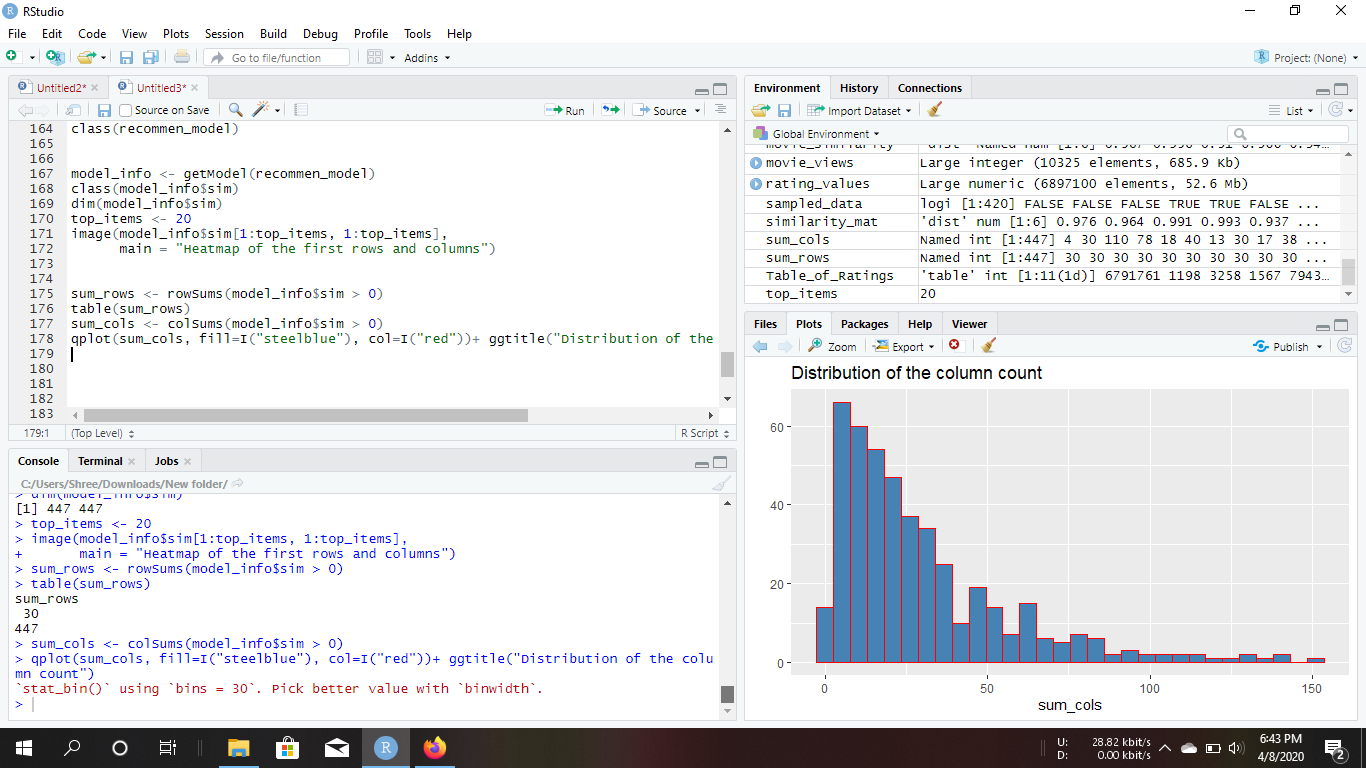 RStudio
File Edit Code View Plots Session Build Debug Profile Tools Help
Go to file/function Addins Project: (None)
Untitled2* Untitled3*
Source on Save Run Source
164 class(recommen_model)
165
166
167 model_info <- getModel(recommen_model)
168 class(model_info$sim)
169 dim(model_info$sim)
170 top_items <- 20
171 image(model_info$sim[1:top_items, 1:top_items],
172 main = "Heatmap of the first rows and columns")
173
174
175 sum_rows <- rowSums(model_info$sim > 0)
176 table(sum_rows)
177 sum_cols <- colSums(model_info$sim > 0)
178 qplot(sum_cols, fill=I("steelblue"), col=I("red"))+ ggtitle("Distribution of the
179
180
181
182
183
179:1 (Top Level) R Script
Console Terminal Jobs
C:/Users/Shree/Downloads/New folder/
> dim(model_info$sim)
[1] 447 447
> top_items <- 20
> image(model_info$sim[1:top_items, 1:top_items],
+ main = "Heatmap of the first rows and columns")
> sum_rows <- rowSums(model_info$sim > 0)
> table(sum_rows)
sum_rows
30
447
> sum_cols <- colSums(model_info$sim > 0)
> qplot(sum_cols, fill=I("steelblue"), col=I("red"))+ ggtitle("Distribution of the colu
mn count")
`stat_bin()` using `bins = 30`. Pick better value with `binwidth`.
>
Environment History Connections
Import Dataset List
Global Environment
movie_similarity 'dist' Named num [1:6]
movie_views Large integer (10325 elements, 685.9 Kb)
rating_values Large numeric (6897100 elements, 52.6 Mb)
sampled_data logi [1:420] FALSE FALSE FALSE TRUE TRUE FALSE ...
similarity_mat 'dist' num [1:6] 0.976 0.964 0.991 0.993 0.937 ...
sum_cols Named int [1:447] 4 30 110 78 18 40 13 30 17 38 ...
sum_rows Named int [1:447] 30 30 30 30 30 30 30 30 30 30 ...
Table_of_Ratings 'table' int [1:11(1d)] 6791761 1198 3258 1567 7943…
top_items 20
Files Plots Packages Help Viewer
Zoom Export Publish
Distribution of the column count
60
40
20
0
0 50 100 150
sum_cols
U: 28.82 kbit/s
D: 0.00 kbit/s
6:43 PM
4/8/2020
2